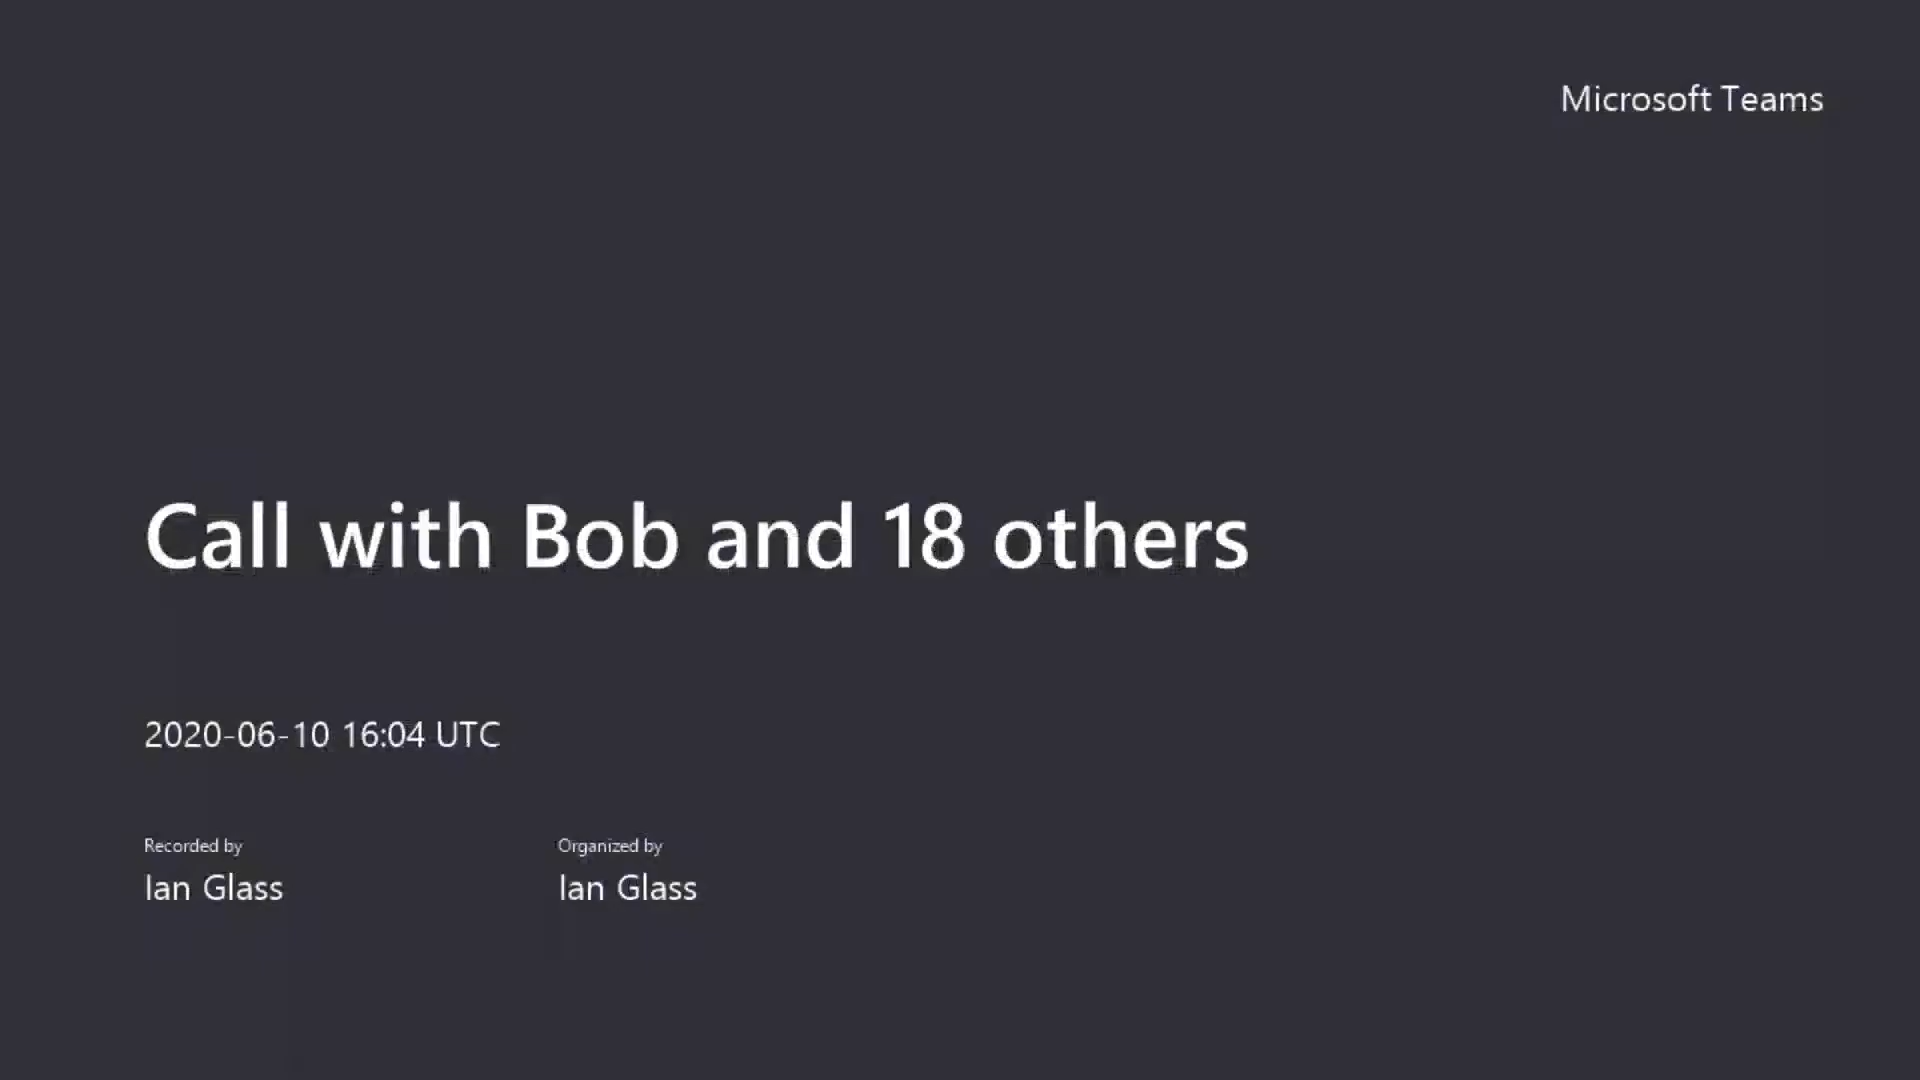 Microsoft Teams
Call with Bob and 18 others
2020-06-10 16:04 UTC
Recorded by
Ian Glass
Organized by
Ian Glass